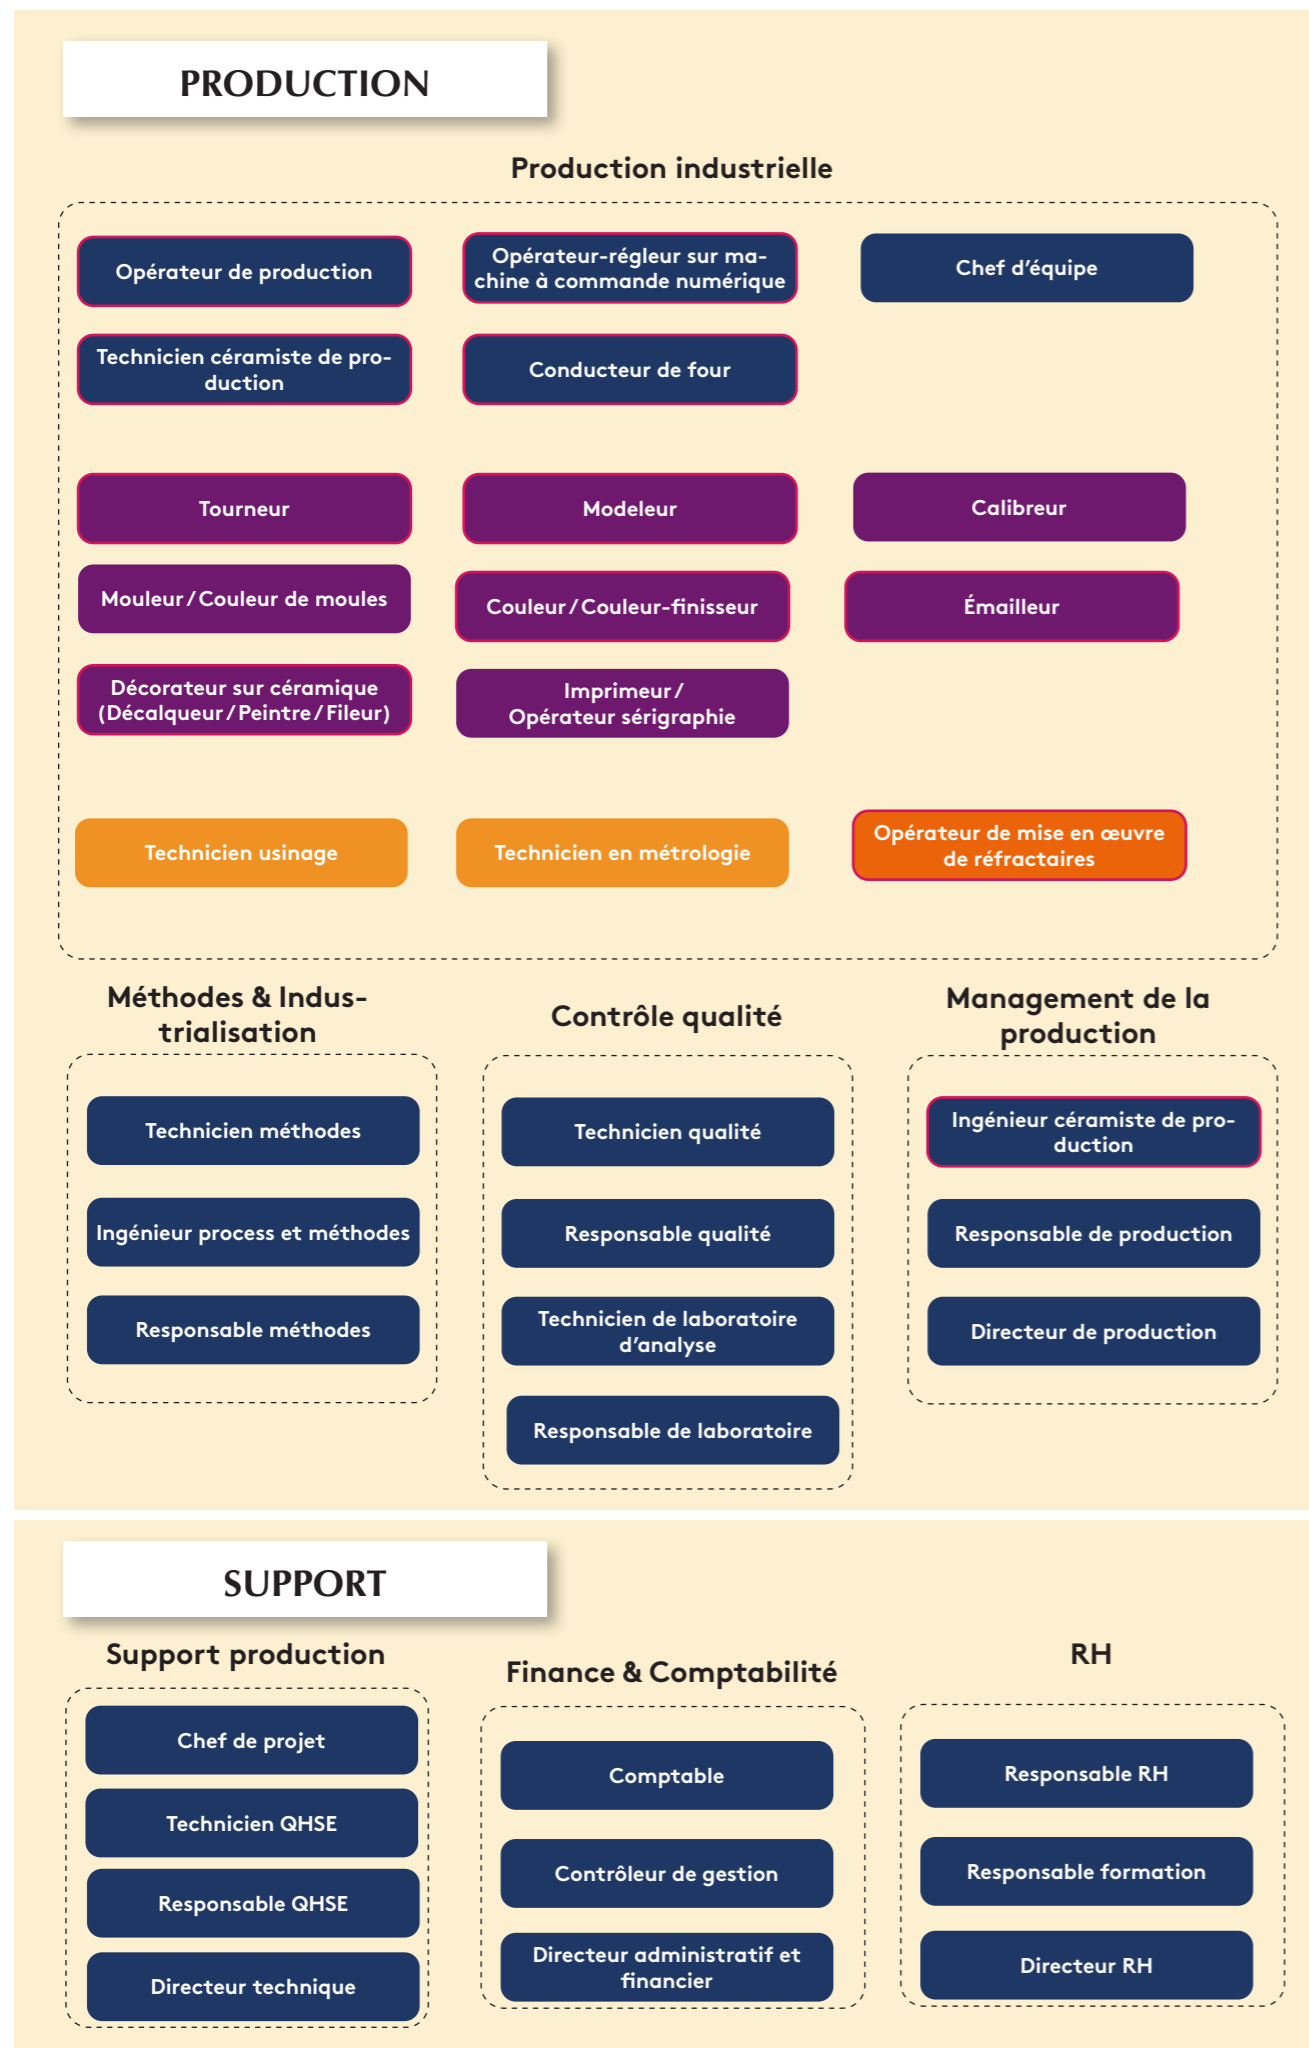 PRODUCTION
Production industrielle
Opérateur de production
Opérateur-régleur sur ma-
chine à commande numérique
Chef d’équipe
Technicien céramiste de pro-
duction
Conducteur de four
Tourneur
Modeleur
Calibreur
Mouleur / Couleur de moules
Couleur / Couleur-finisseur
Émailleur
Décorateur sur céramique
(Décalqueur / Peintre / Fileur)
Imprimeur /
Opérateur sérigraphie
Technicien usinage
Technicien en métrologie
Opérateur de mise en œuvre
de réfractaires
Méthodes & Indus-
trialisation
Technicien méthodes
Ingénieur process et méthodes
Responsable méthodes
Contrôle qualité
Technicien qualité
Responsable qualité
Technicien de laboratoire
d’analyse
Responsable de laboratoire
Management de la
production
Ingénieur céramiste de pro-
duction
Responsable de production
Directeur de production
SUPPORT
Support production
Chef de projet
Technicien QHSE
Responsable QHSE
Directeur technique
Finance & Comptabilité
Comptable
Contrôleur de gestion
Directeur administratif et
financier
RH
Responsable RH
Responsable formation
Directeur RH